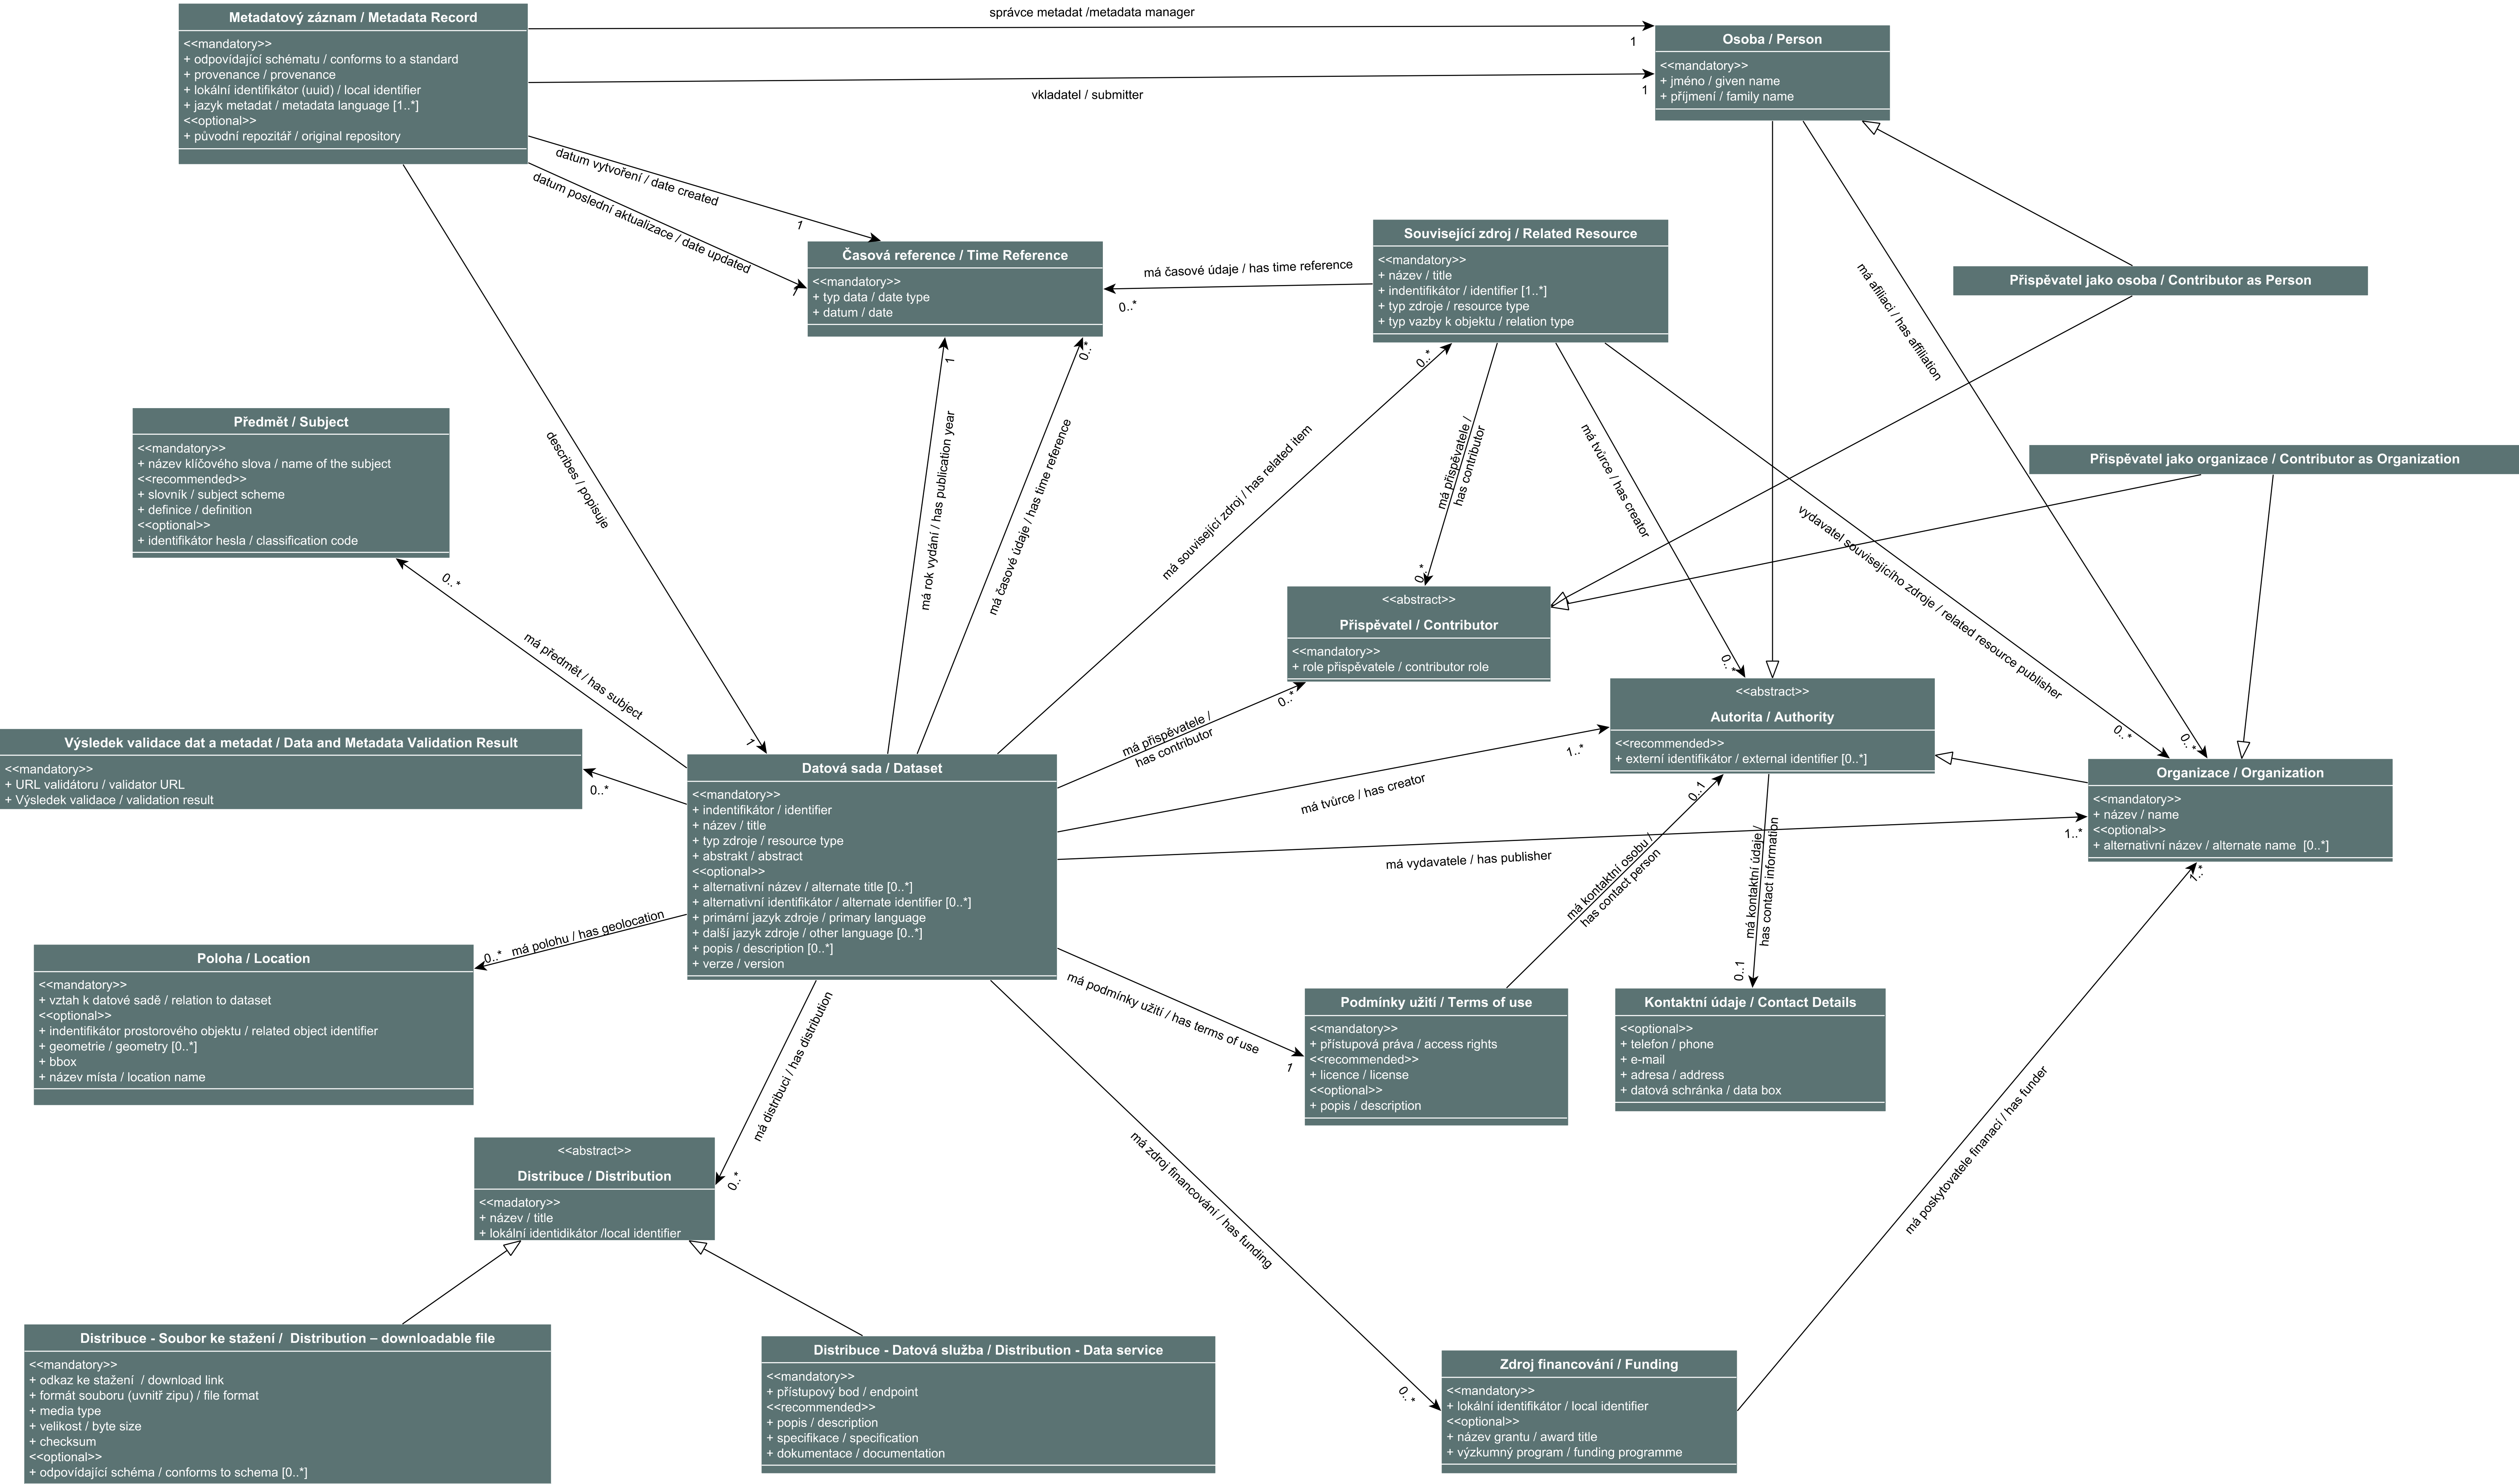 Metadatový záznam / Metadata Record
<<mandatory>>
+ odpovídající schématu / conforms to a standard
+ provenance / provenance
+ lokální identifikátor (uuid) / local identifier
+ jazyk metadat / metadata language [1..*]
<<optional>>
+ původní repozitář / original repository
správce metadat /metadata manager
1
vkladatel / submitter
1
Osoba / Person
<<mandatory>>
+ jméno / given name
+ příjmení / family name
datum vytvoření / date created
1
datum poslední aktualizace / date updated
1
Časová reference / Time Reference
<<mandatory>>
+ typ data / date type
+ datum / date
má časové údaje / has time reference
0..*
Související zdroj / Related Resource
<<mandatory>>
+ název / title
+ indentifikátor / identifier [1..*]
+ typ zdroje / resource type
+ typ vazby k objektu / relation type
má afiliaci / has affiliation
0..*
Přispěvatel jako osoba / Contributor as Person
Přispěvatel jako organizace / Contributor as Organization
Předmět / Subject
<<mandatory>>
+ název klíčového slova / name of the subject
<<recommended>>
+ slovník / subject scheme
+ definice / definition
<<optional>>
+ identifikátor hesla / classification code
0..*
má předmět / has subject
describes / popisuje
1
má rok vydání / has publication year
1
má časové údaje / has time reference
0..*
má související zdroj / has related item
0..*
má přispěvatele /
has contributor
0..*
má tvůrce / has creator
0..*
vydavatel souvisejícího zdroje / related resource publisher
0..*
<<abstract>>
Přispěvatel / Contributor
<<mandatory>>
+ role přispěvatele / contributor role
<<abstract>>
Autorita / Authority
<<recommended>>
+ externí identifikátor / external identifier [0..*]
Organizace / Organization
<<mandatory>>
+ název / name
<<optional>>
+ alternativní název / alternate name  [0..*]
Výsledek validace dat a metadat / Data and Metadata Validation Result
<<mandatory>>
+ URL validátoru / validator URL
+ Výsledek validace / validation result
0..*
Datová sada / Dataset
<<mandatory>>
+ indentifikátor / identifier
+ název / title
+ typ zdroje / resource type
+ abstrakt / abstract
<<optional>>
+ alternativní název / alternate title [0..*]
+ alternativní identifikátor / alternate identifier [0..*]
+ primární jazyk zdroje / primary language
+ další jazyk zdroje / other language [0..*]
+ popis / description [0..*]
+ verze / version
má přispěvatele /
has contributor
0..*
má tvůrce / has creator
1..*
má vydavatele / has publisher
1..*
má kontaktní osobu /
has contact person
0..1
má kontaktní údaje /
has contact information
0..1
má polohu / has geolocation
0..*
Poloha / Location
<<mandatory>>
+ vztah k datové sadě / relation to dataset
<<optional>>
+ indentifikátor prostorového objektu / related object identifier
+ geometrie / geometry [0..*]
+ bbox
+ název místa / location name
má podmínky užití / has terms of use
1
Podmínky užití / Terms of use
<<mandatory>>
+ přístupová práva / access rights
<<recommended>>
+ licence / license
<<optional>>
+ popis / description
Kontaktní údaje / Contact Details
<<optional>>
+ telefon / phone
+ e-mail
+ adresa / address
+ datová schránka / data box
má distribuci / has distribution
0..*
<<abstract>>
Distribuce / Distribution
<<madatory>>
+ název / title
+ lokální identidikátor /local identifier
má zdroj financování / has funding
0..*
má poskytovatele finanací / has funder
1..*
Distribuce - Soubor ke stažení /  Distribution – downloadable file
<<mandatory>>
+ odkaz ke stažení  / download link
+ formát souboru (uvnitř zipu) / file format
+ media type
+ velikost / byte size
+ checksum
<<optional>>
+ odpovídající schéma / conforms to schema [0..*]
Distribuce - Datová služba / Distribution - Data service
<<mandatory>>
+ přístupový bod / endpoint
<<recommended>>
+ popis / description
+ specifikace / specification
+ dokumentace / documentation
Zdroj financování / Funding
<<mandatory>>
+ lokální identifikátor / local identifier
<<optional>>
+ název grantu / award title
+ výzkumný program / funding programme